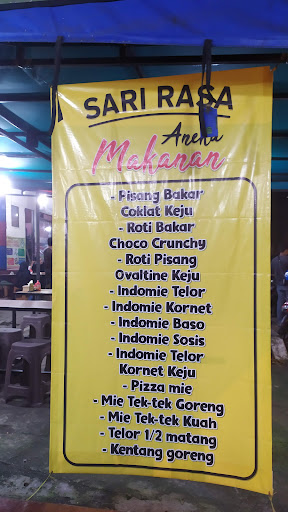 SARI RASA
Aneka
Makanan
- Pisang Bakar
Coklat Keju
- Roti Bakar
Choco Crunchy
- Roti Pisang
Ovaltine Keju
- Indomie Telor
- Indomie Kornet
- Indomie Baso
- Indomie Sosis
- Indomie Telor
Kornet Keju
- Pizza mie
- Mie Tek-tek Goreng
- Mie Tek-tek Kuah
- Telor 1/2 matang
- Kentang goreng